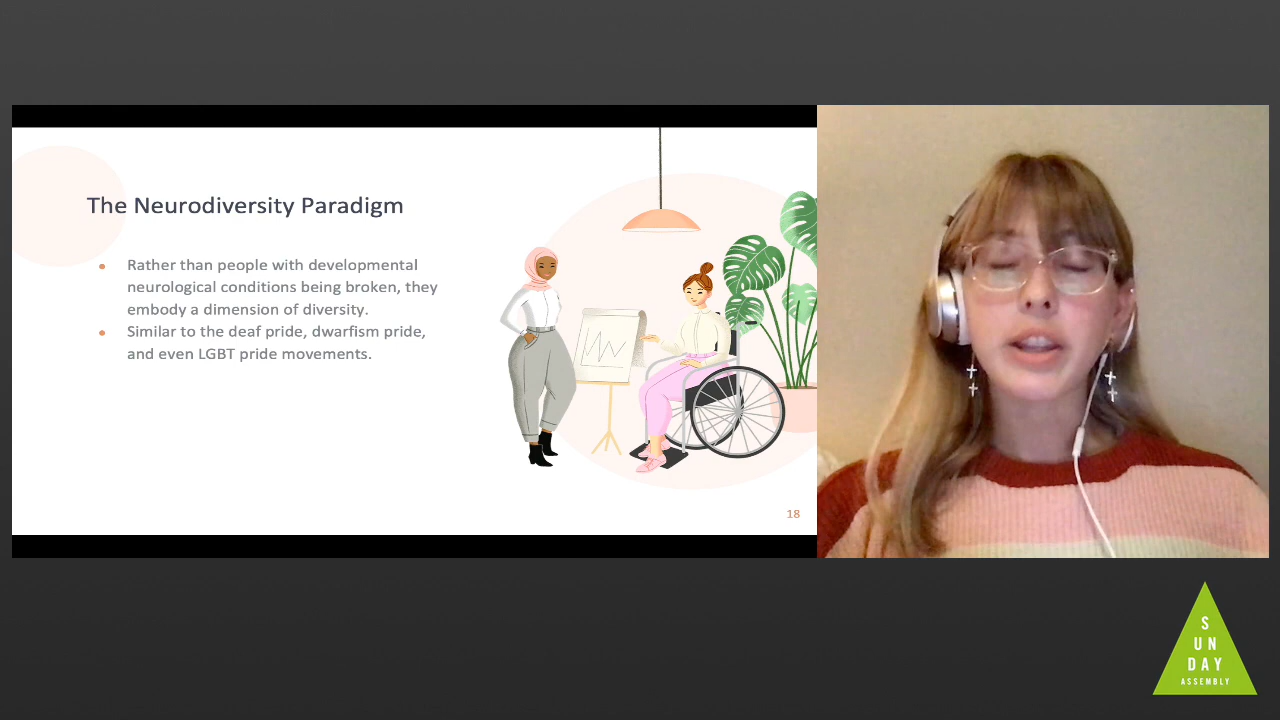 The Neurodiversity Paradigm
• Rather than people with developmental
neurological conditions being broken, they
embody a dimension of diversity.
• Similar to the deaf pride, dwarfism pride,
and even LGBT pride movements.
18
S
UN
DAY
ASSEMBLY